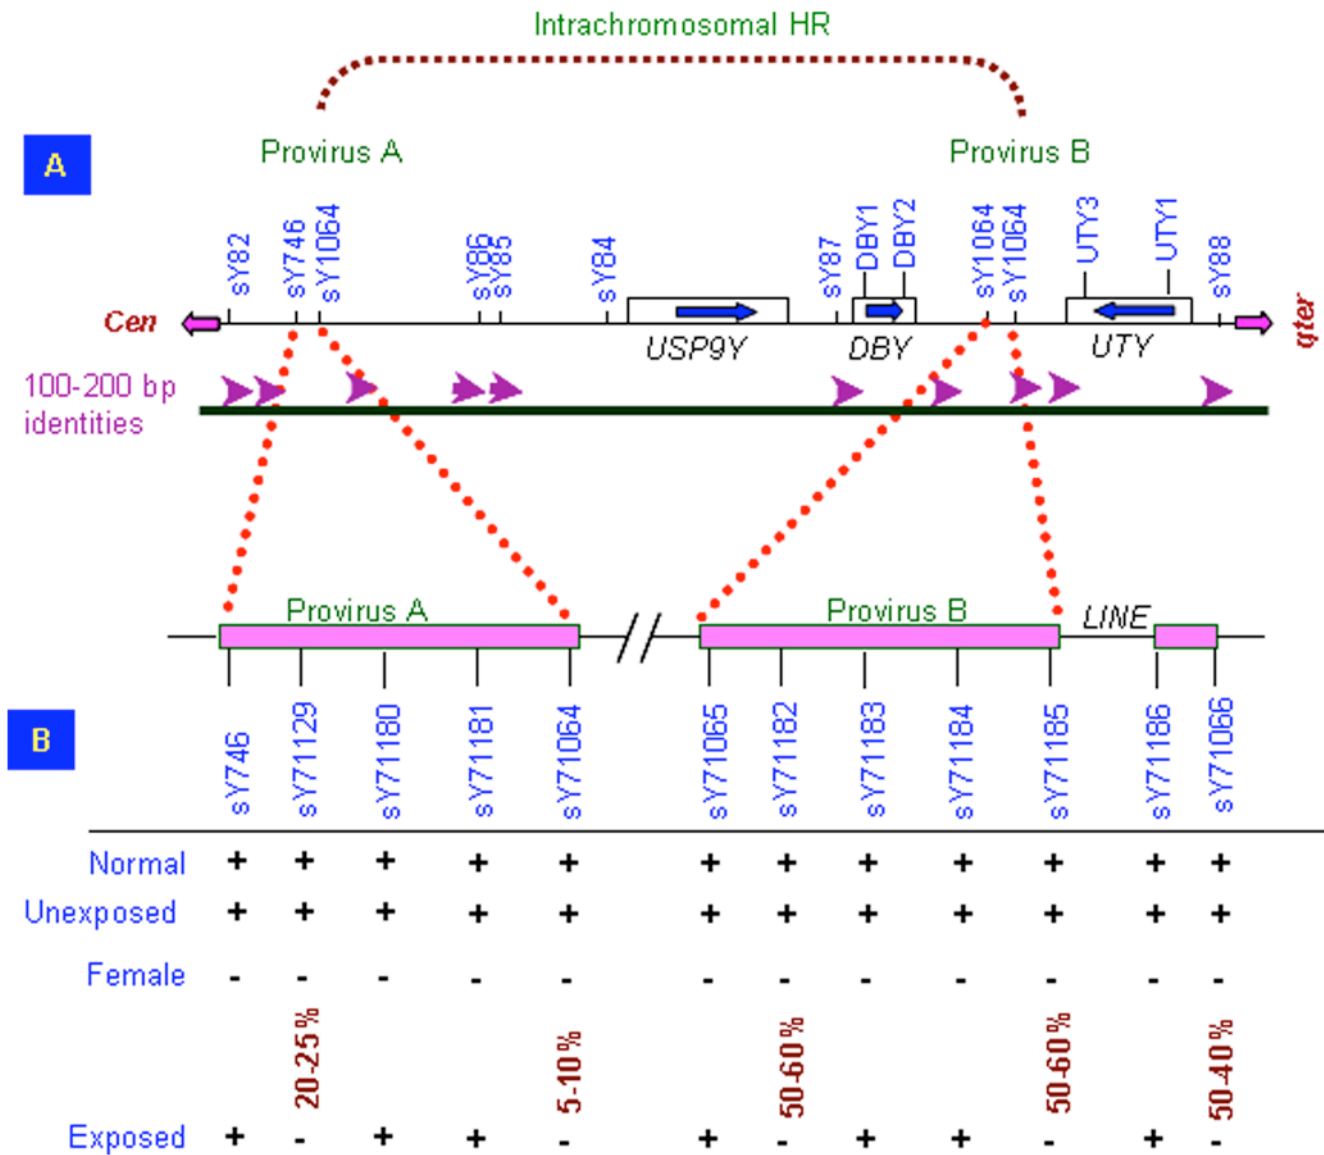 Intrachromosomal HR
Provirus A Provirus B
A
sY82 sY746 sY1064 sY86 sY85 sY84 sY87 DBY1 DBY2 sY1064 sY1064 UTY3 UTY1 sY88
Cen qter
USP9Y DBY UTY
100-200 bp
identities
Provirus A Provirus B LINE
B
sY746 sY71129 sY71180 sY71181 sY71064 sY71065 sY71182 sY71183 sY71184 sY71185 sY71186 sY71066
Normal + + + + + + + + + + + +
Unexposed + + + + + + + + + + + +
Female - - - - - - - - - - - -
20-25% 5-10% 50-60% 50-60% 50-40%
Exposed + - + + - + - + + - + -